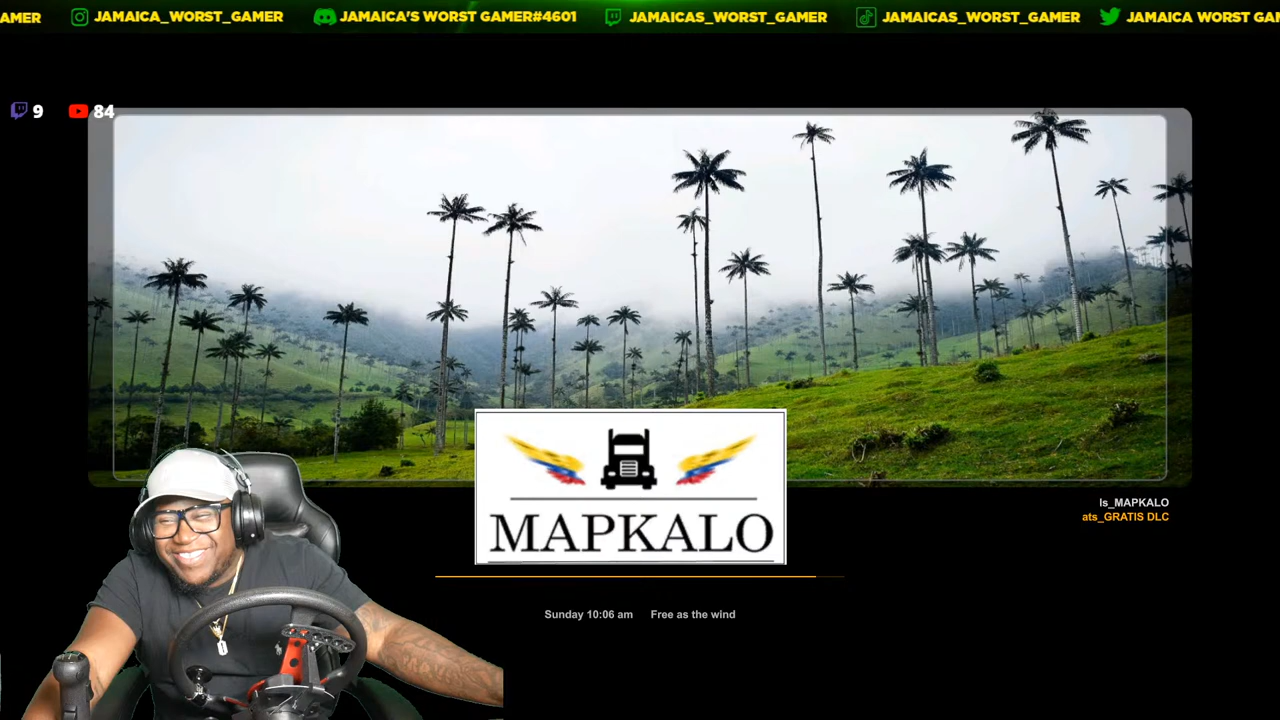 AMER JAMAICA_WORST_GAMER JAMAICA'S WORST GAMER#4601 JAMAICAS_WORST_GAMER JAMAICAS_WORST_GAMER JAMAICA WORST GAM
9 84
MAPKALO
ls_MAPKALO
ats_GRATIS DLC
Sunday 10:06 am Free as the wind